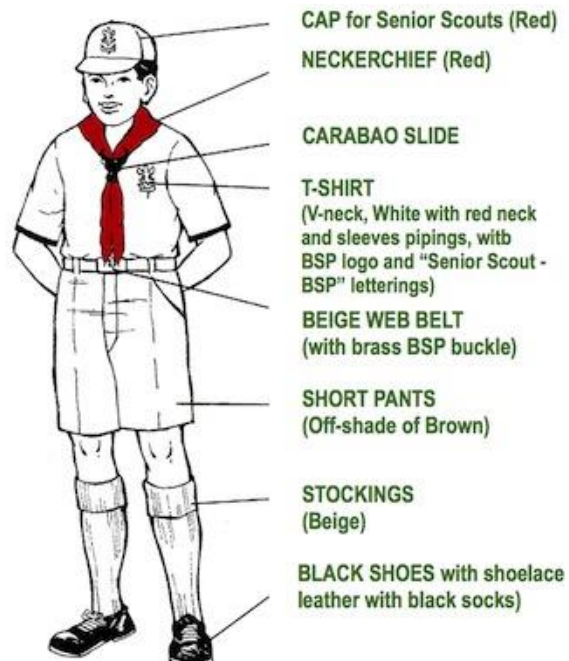 CAP for Senior Scouts (Red)
NECKERCHIEF (Red)
CARABAO SLIDE
T-SHIRT
(V-neck, White with red neck
and sleeves pipings, witb
BSP logo and “Senior Scout -
BSP” letterings)
BEIGE WEB BELT
(with brass BSP buckle)
SHORT PANTS
(Off-shade of Brown)
STOCKINGS
(Beige)
BLACK SHOES with shoelace
leather with black socks)